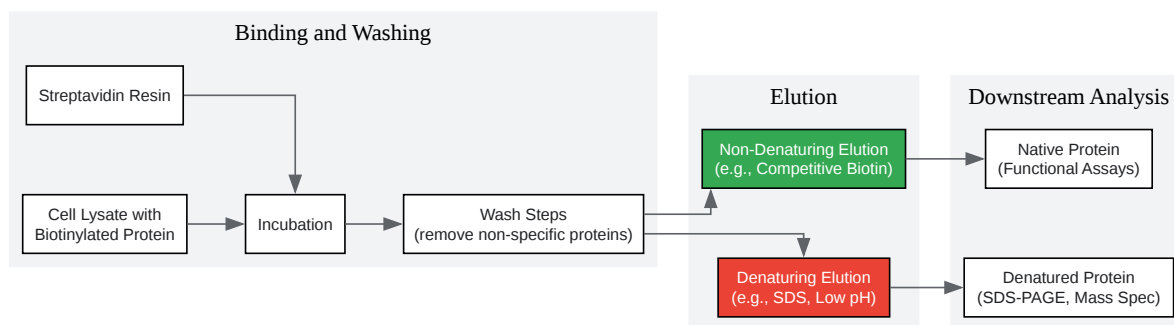 Binding and Washing
Streptavidin Resin
Cell Lysate with
Biotinylated Protein
Incubation
Wash Steps
(remove non-specific proteins)
Elution
Non-Denaturing Elution
(e.g., Competitive Biotin)
Denaturing Elution
(e.g., SDS, Low pH)
Downstream Analysis
Native Protein
(Functional Assays)
Denatured Protein
(SDS-PAGE, Mass Spec)